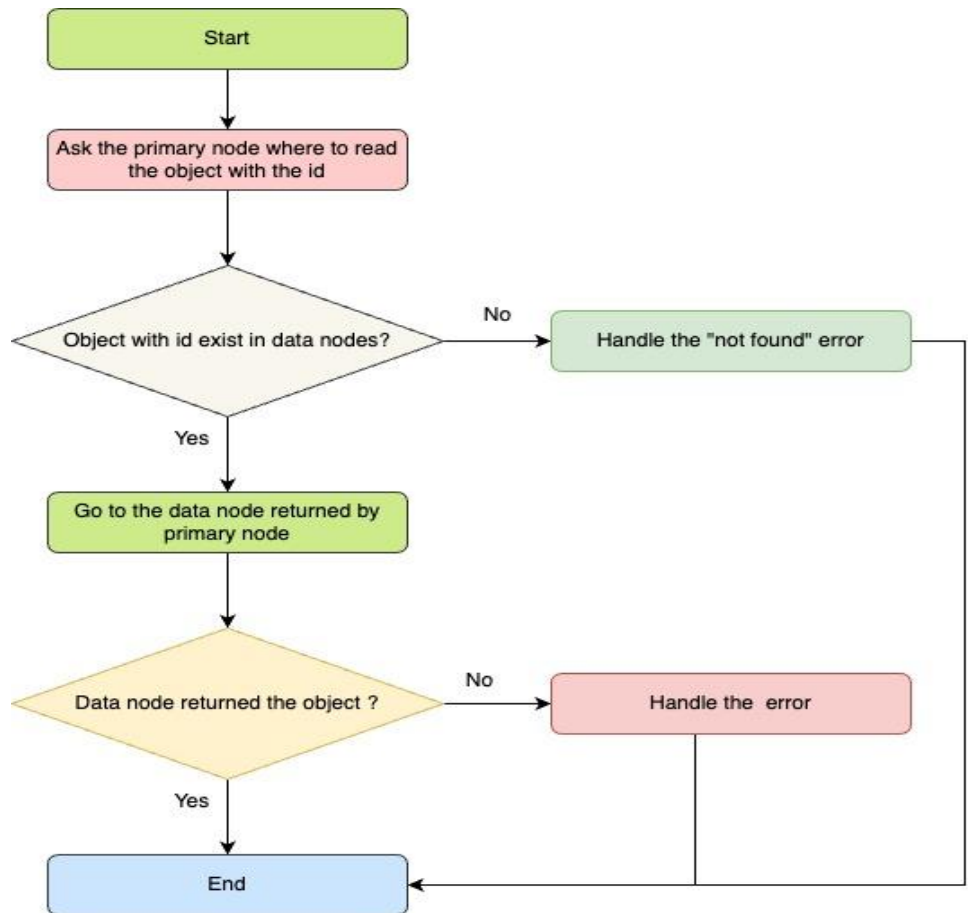 Start
Ask the primary node where to read
the object with the id
Object with id exist in data nodes?
No
Handle the "not found" error
Yes
Go to the data node returned by
primary node
Data node returned the object ?
No
Handle the  error
Yes
End